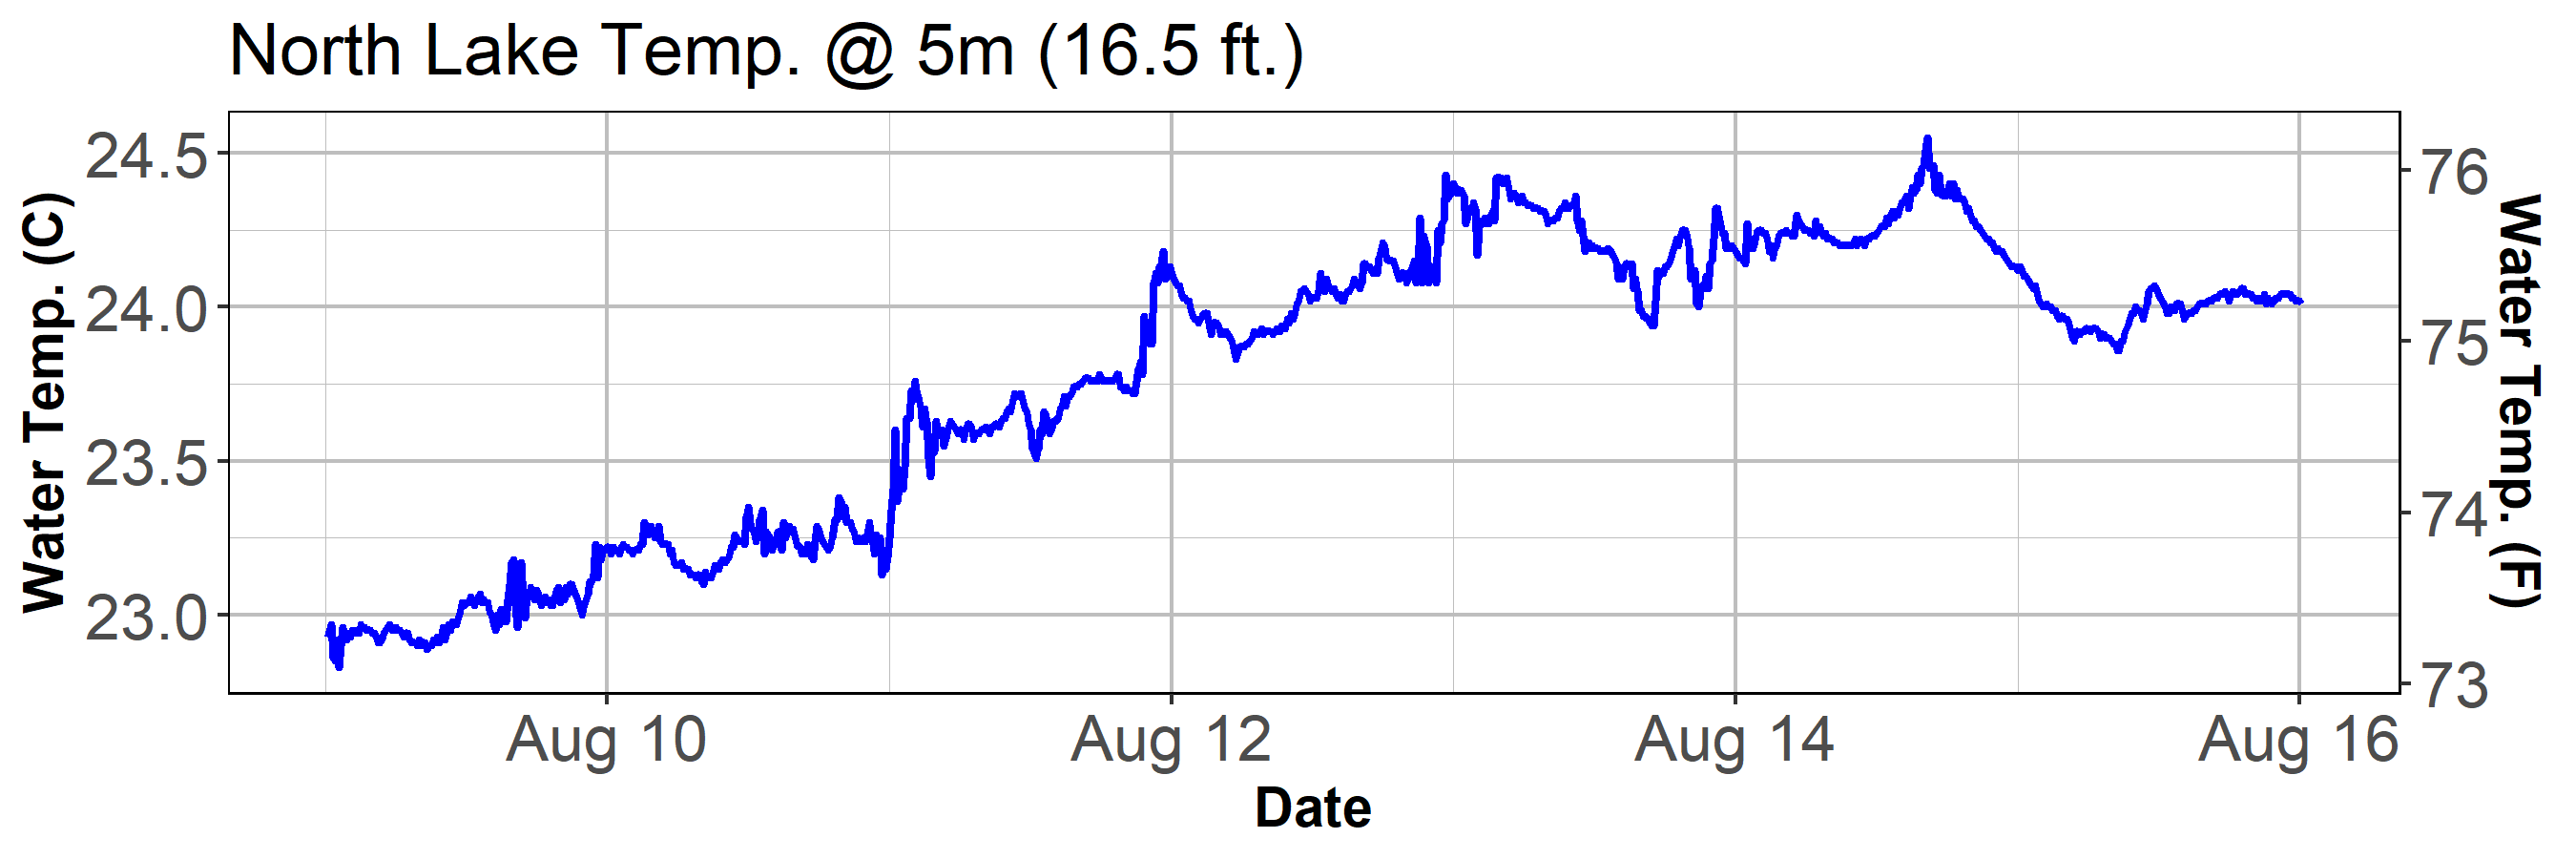 North Lake Temp. @ 5m (16.5 ft.)
Water Temp. (C)
24.5
24.0
23.5
23.0
76
75
74
73
Water Temp. (F)
Aug 10 Aug 12 Aug 14 Aug 16
Date